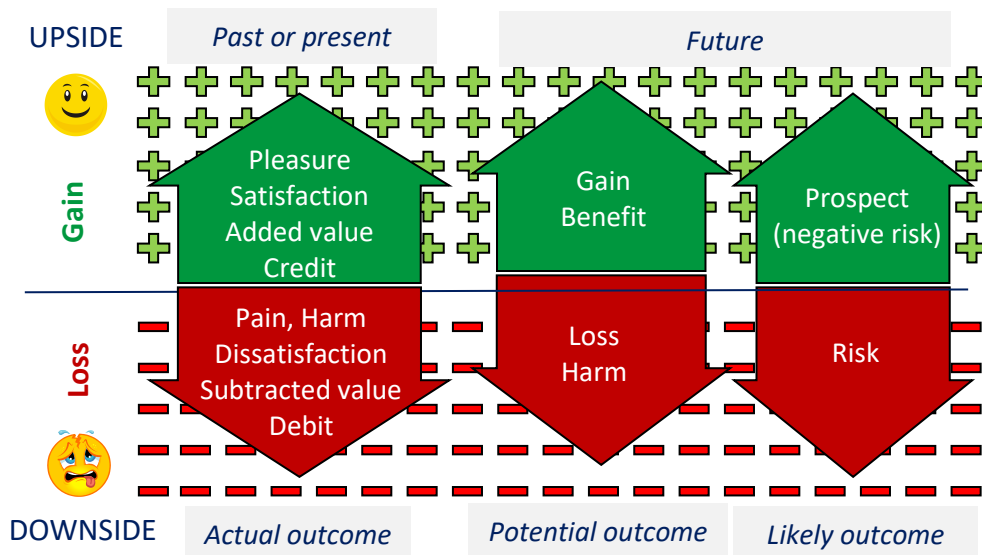 UPSIDE
Past or present
Future
Gain
Pleasure
Satisfaction
Added value
Credit
Gain
Benefit
Prospect
(negative risk)
Loss
Pain, Harm
Dissatisfaction
Subtracted value
Debit
Loss
Harm
Risk
DOWNSIDE
Actual outcome
Potential outcome
Likely outcome